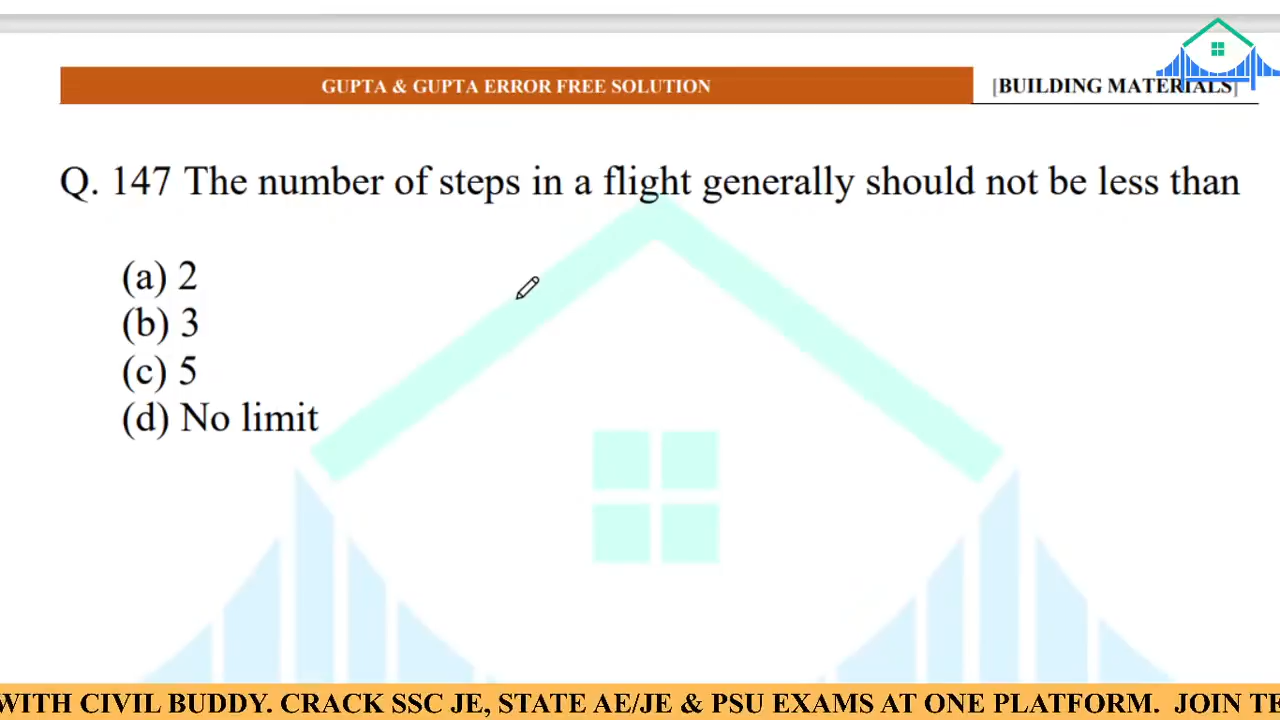 GUPTA & GUPTA ERROR FREE SOLUTION
[BUILDING MATERIALS]
Q. 147 The number of steps in a flight generally should not be less than
(a) 2
(b) 3
(c) 5
(d) No limit
WITH CIVIL BUDDY. CRACK SSC JE, STATE AE/JE & PSU EXAMS AT ONE PLATFORM. JOIN TE